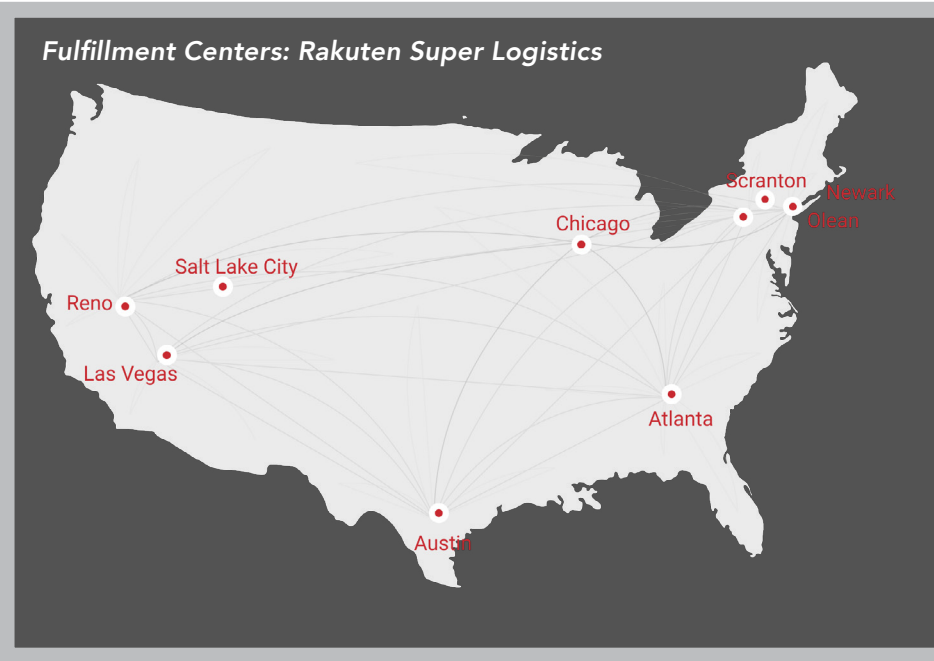 Fulfillment Centers: Rakuten Super Logistics
Scranton
Newark
Olean
Chicago
Salt Lake City
Reno
Las Vegas
Atlanta
Austin